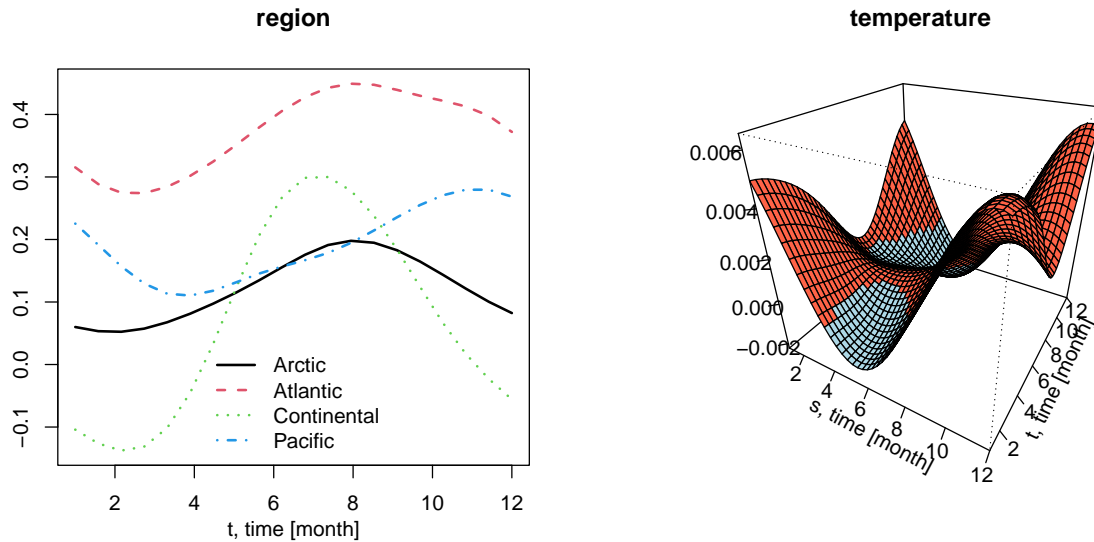 region
0.4
0.3
0.2
0.1
0.0
−0.1
Arctic
Atlantic
Continental
Pacific
2 4 6 8 10 12
t, time [month]
temperature
0.006
0.004
0.002
0.000
−0.002
2 4 6 8 10 12
s, time [month]
2 4 6 8 10 12
t, time [month]